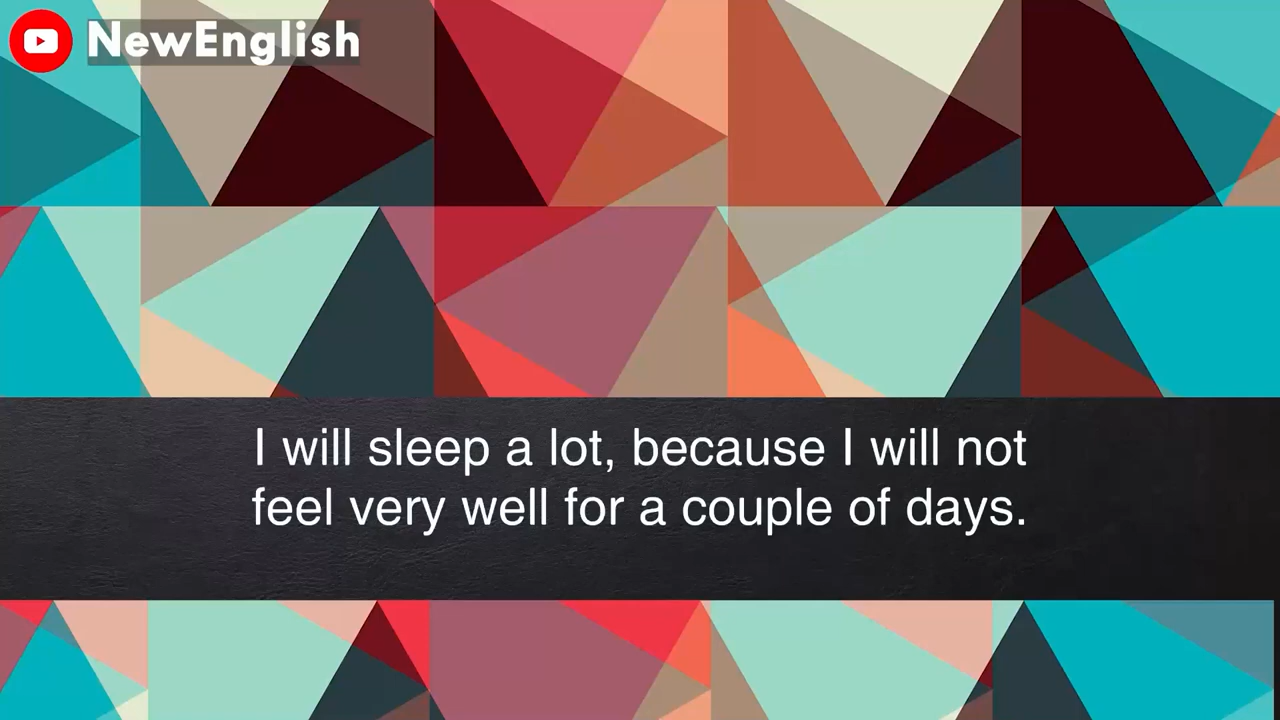 NewEnglish
I will sleep a lot, because I will not
feel very well for a couple of days.